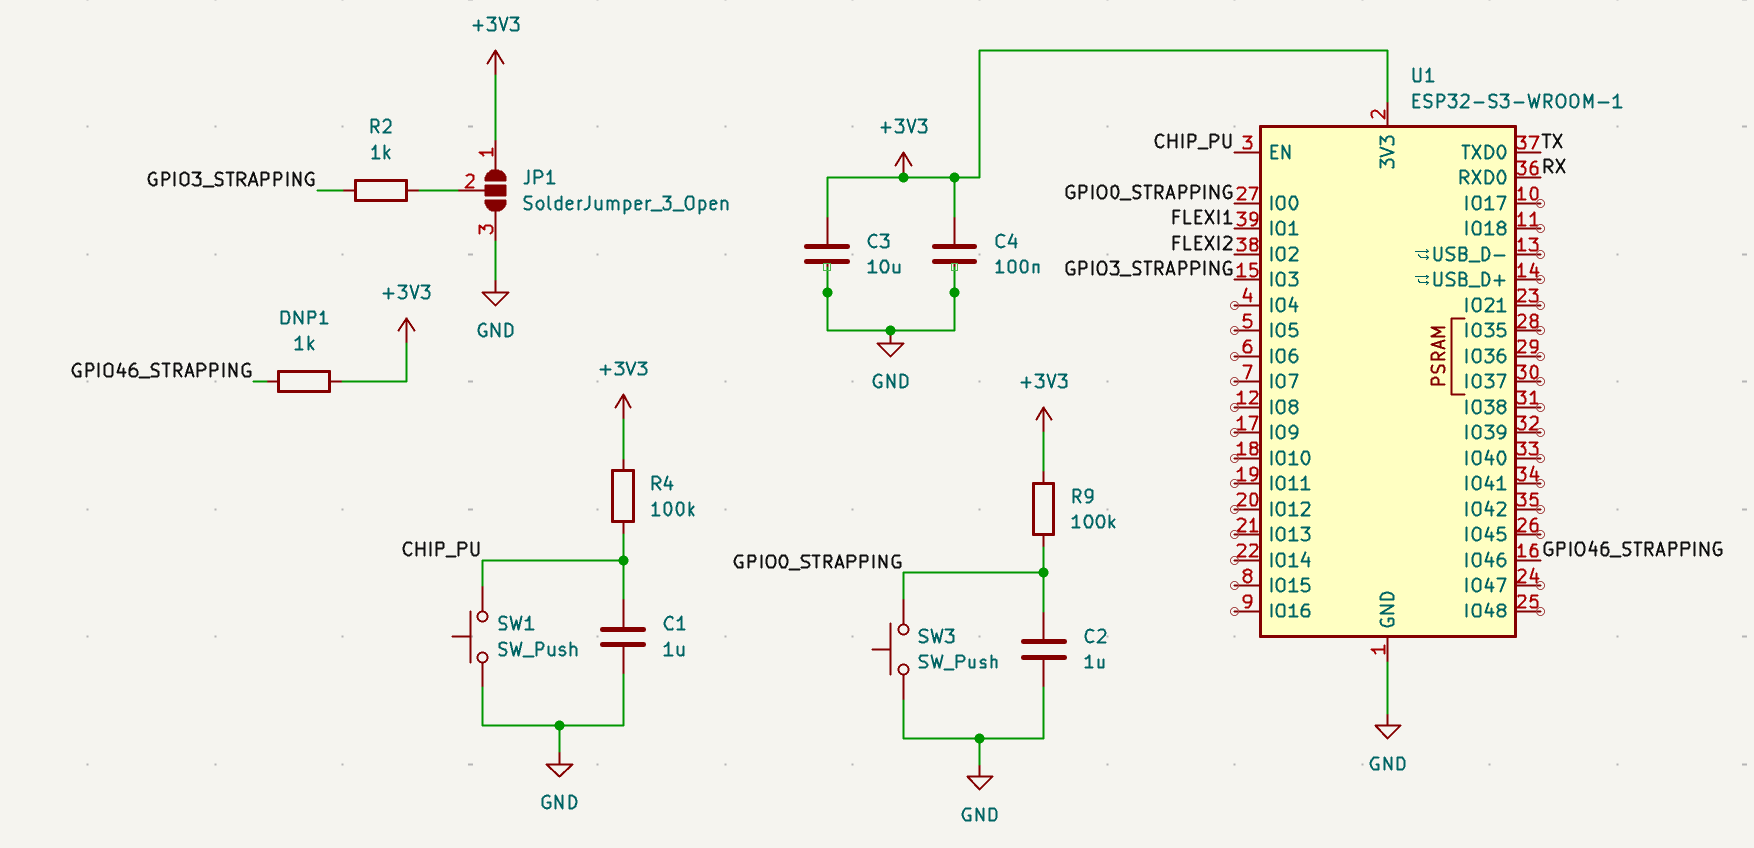 +3V3
R2
1k
GPIO3_STRAPPING
1
2
3
JP1
SolderJumper_3_Open
GND
DNP1
1k
+3V3
GPIO46_STRAPPING
+3V3
R4
100k
CHIP_PU
SW1
SW_Push
C1
1u
GND
+3V3
C3
10u
C4
100n
GND
+3V3
R9
100k
GPIO0_STRAPPING
SW3
SW_Push
C2
1u
GND
U1
ESP32-S3-WROOM-1
2
3V3
CHIP_PU 3 EN
GPIO0_STRAPPING 27 IO0
FLEXI1 39 IO1
FLEXI2 38 IO2
GPIO3_STRAPPING 15 IO3
4 IO4
5 IO5
6 IO6
7 IO7
12 IO8
17 IO9
18 IO10
19 IO11
20 IO12
21 IO13
22 IO14
8 IO15
9 IO16
TXD0 37 TX
RXD0 36 RX
IO17 10
IO18 11
USB_D- 13
USB_D+ 14
IO21 23
PSRAM
IO35 28
IO36 29
IO37 30
IO38 31
IO39 32
IO40 33
IO41 34
IO42 35
IO45 26
IO46 16 GPIO46_STRAPPING
IO47 24
IO48 25
GND
1
GND